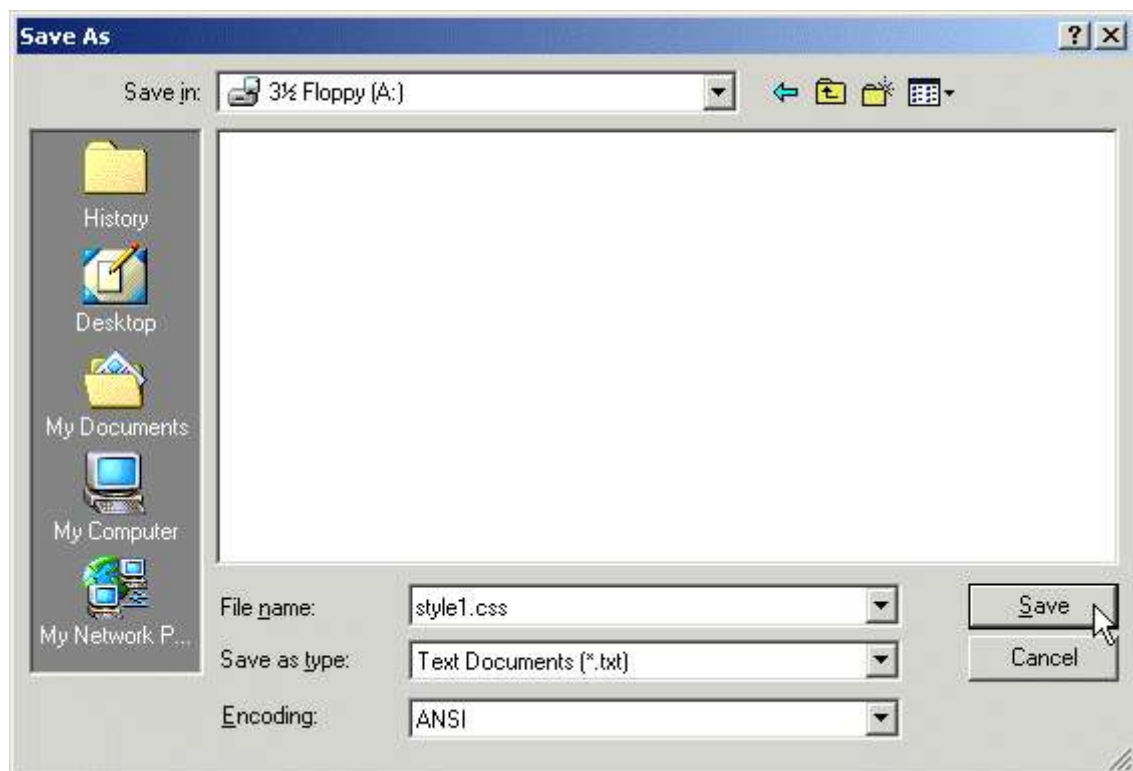 Save As
Save in: 3½ Floppy (A:)
History
Desktop
My Documents
My Computer
My Network P...
File name: style1.css Save
Save as type: Text Documents (*.txt) Cancel
Encoding: ANSI